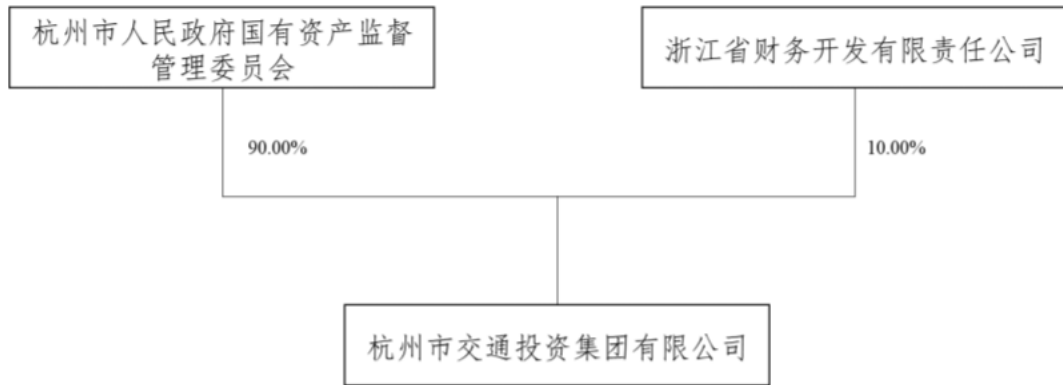 杭州市人民政府国有资产监督
管理委员会
浙江省财务开发有限责任公司
90.00%
10.00%
杭州市交通投资集团有限公司